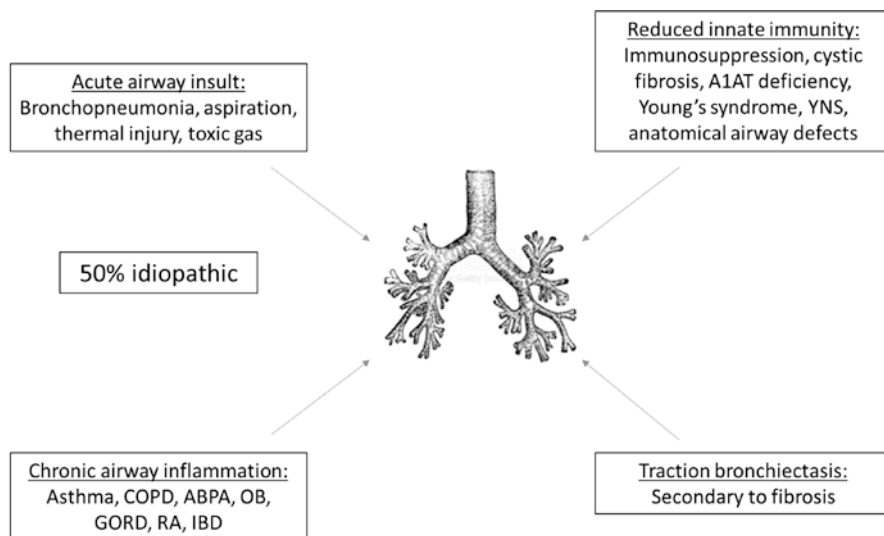 Acute airway insult:
Bronchopneumonia, aspiration,
thermal injury, toxic gas
Reduced innate immunity:
Immunosuppression, cystic
fibrosis, A1AT deficiency,
Young's syndrome, YNS,
anatomical airway defects
50% idiopathic
Chronic airway inflammation:
Asthma, COPD, ABPA, OB,
GORD, RA, IBD
Traction bronchiectasis:
Secondary to fibrosis